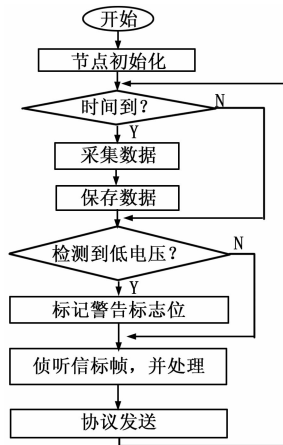 开始
节点初始化
时间到？
N
Y
采集数据
保存数据
检测到低电压？
N
Y
标记警告标志位
侦听信标帧，并处理
协议发送